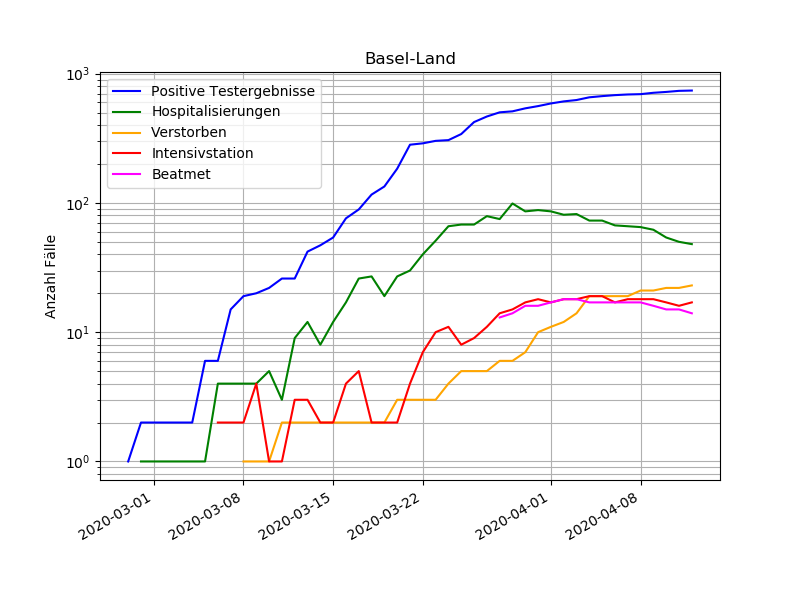 Basel-Land
Anzahl Fälle
10³
10²
10¹
10⁰
Positive Testergebnisse
Hospitalisierungen
Verstorben
Intensivstation
Beatmet
2020-03-01
2020-03-08
2020-03-15
2020-03-22
2020-04-01
2020-04-08